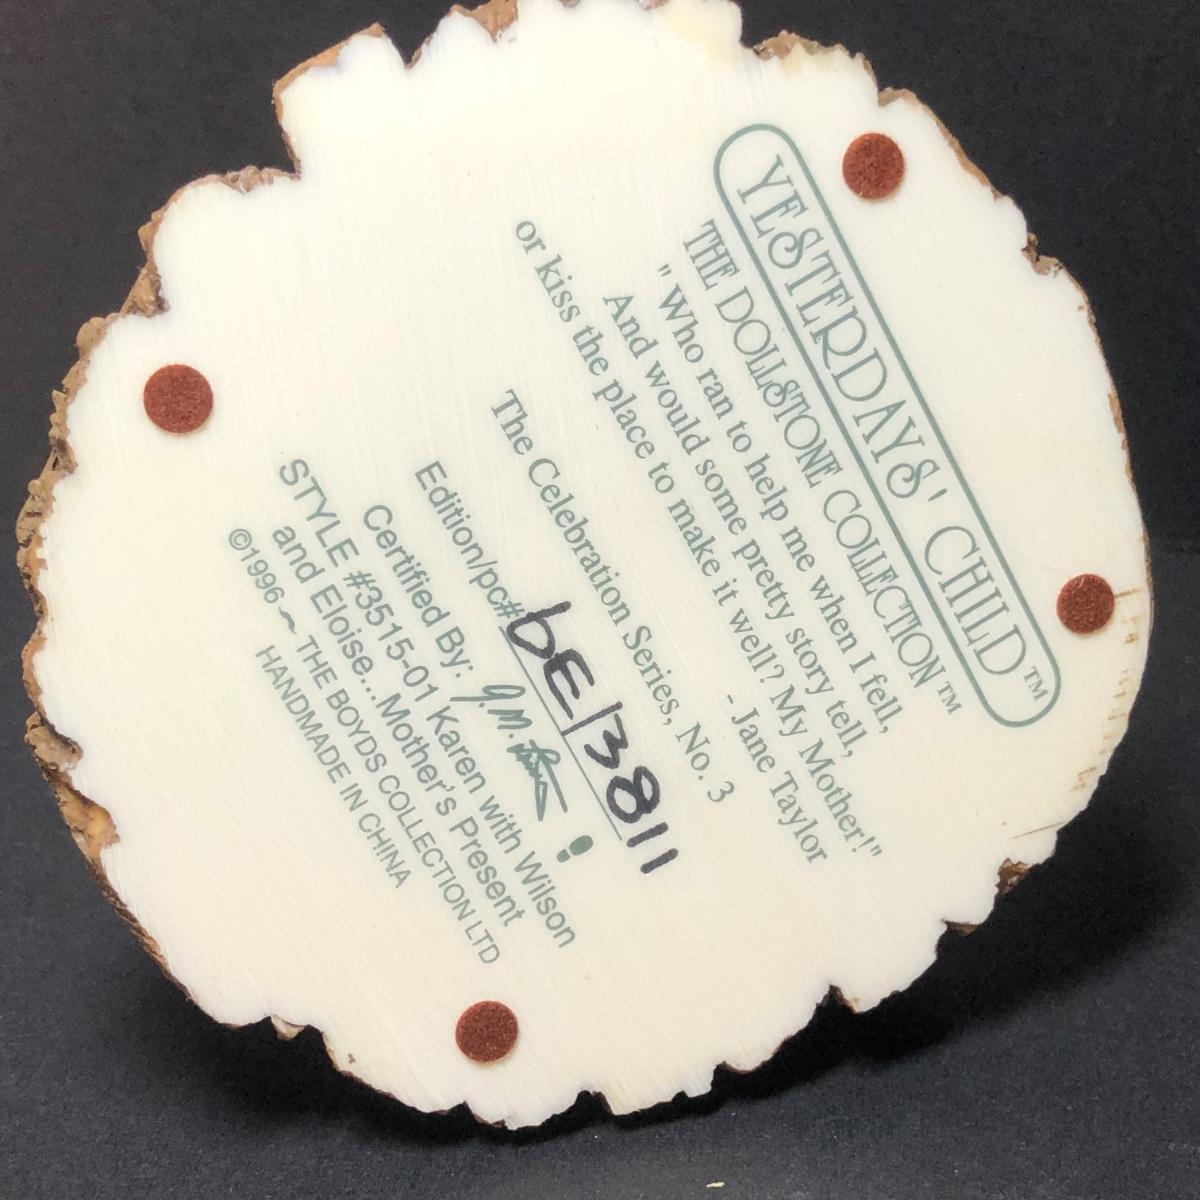 YESTERDAYS' CHILD™
THE DOLLSTONE COLLECTION™
"Who ran to help me when I fell,
And would some pretty story tell,
or kiss the place to make it well? My Mother!"
- Jane Taylor
The Celebration Series, No. 3
Edition/pc# 6E/3811
Certified By: G.M.
STYLE #3515-01 Karen with Wilson
and Eloise...Mother's Present
©1996 ~ THE BOYDS COLLECTION LTD
HANDMADE IN CHINA